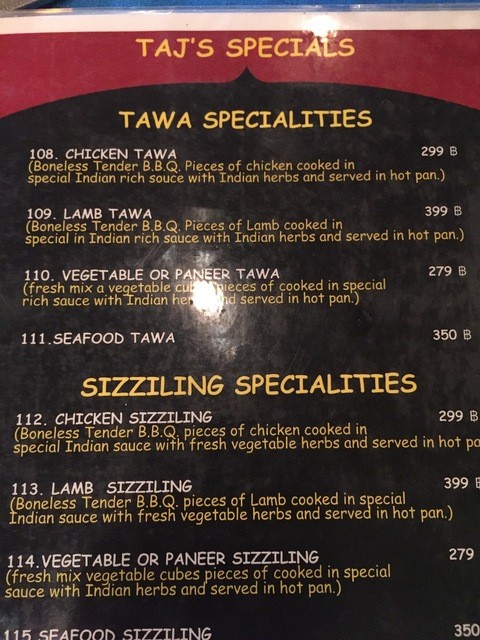 TAJ'S SPECIALS
TAWA SPECIALITIES
108. CHICKEN TAWA 299 ฿
(Boneless Tender B.B.Q. Pieces of chicken cooked in
special Indian rich sauce with Indian herbs and served in hot pan.)
109. LAMB TAWA 399 ฿
(Boneless Tender B.B.Q. Pieces of Lamb cooked in
special in Indian rich sauce with Indian herbs and served in hot pan.)
110. VEGETABLE OR PANEER TAWA 279 ฿
(fresh mix a vegetable cubes pieces of cooked in special
rich sauce with Indian herbs and served in hot pan.)
111.SEAFOOD TAWA 350 ฿
SIZZILING SPECIALITIES
112. CHICKEN SIZZILING 299 ฿
(Boneless Tender B.B.Q. pieces of chicken cooked in
special Indian sauce with fresh vegetable herbs and served in hot pa
113. LAMB SIZZILING 399 ฿
(Boneless Tender B.B.Q. pieces of Lamb cooked in special
Indian sauce with fresh vegetable herbs and served in hot pan.)
114.VEGETABLE OR PANEER SIZZILING 279
(fresh mix vegetable cubes pieces of cooked in special
sauce with Indian herbs and served in hot pan.)
115 SEAFOOD SIZZILING 350